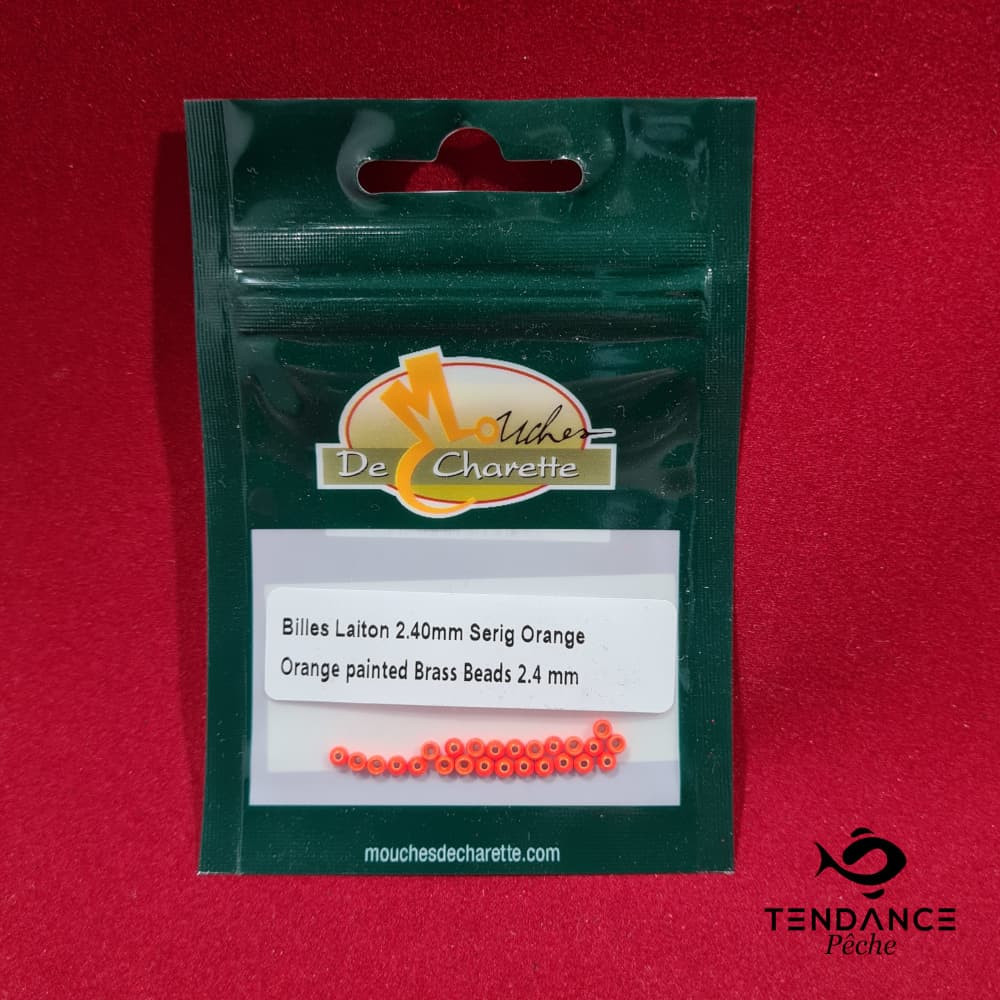 Mouches
De Charette
Billes Laiton 2.40mm Serig Orange
Orange painted Brass Beads 2.4 mm
mouchesdecharette.com
TENDANCE
Pêche